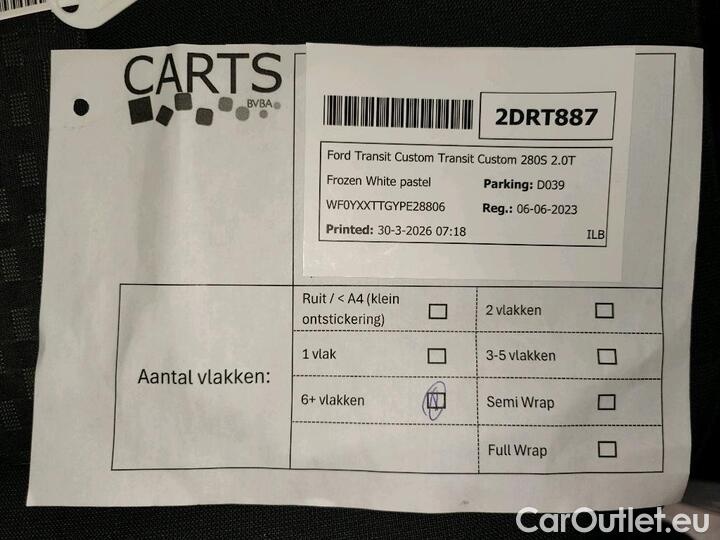 CARTS
BVBA
2DRT887
Ford Transit Custom Transit Custom 280S 2.0T
Frozen White pastel Parking: D039
WF0YXXTTGYPE28806 Reg.: 06-06-2023
Printed: 30-3-2026 07:18 ILB
Aantal vlakken:
Ruit / < A4 (klein
ontstickering)
2 vlakken
1 vlak
3-5 vlakken
6+ vlakken
Semi Wrap
Full Wrap
CarOutlet.eu